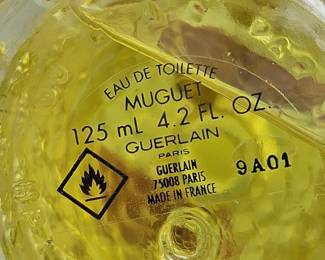 EAU DE TOILETTE
MUGUET
125 mL 4.2 FL. OZ.
GUERLAIN
PARIS
GUERLAIN
75008 PARIS
MADE IN FRANCE
9A01